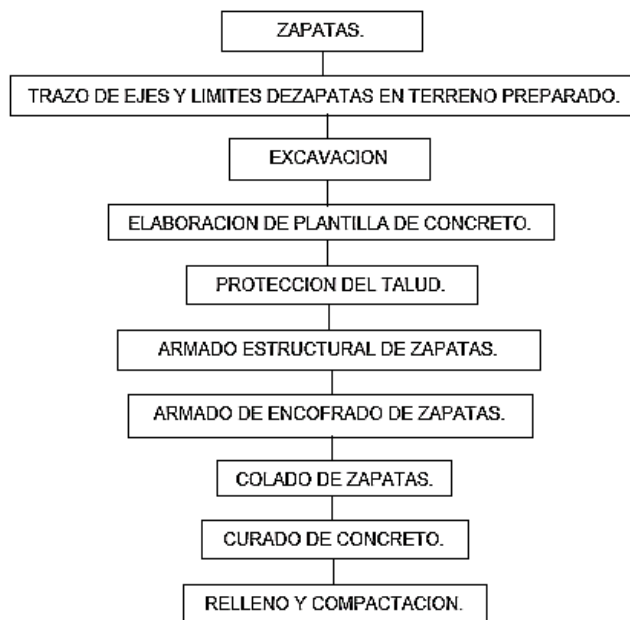 ZAPATAS.
TRAZO DE EJES Y LIMITES DEZAPATAS EN TERRENO PREPARADO.
EXCAVACION
ELABORACION DE PLANTILLA DE CONCRETO.
PROTECCION DEL TALUD.
ARMADO ESTRUCTURAL DE ZAPATAS.
ARMADO DE ENCOFRADO DE ZAPATAS.
COLADO DE ZAPATAS.
CURADO DE CONCRETO.
RELLENO Y COMPACTACION.